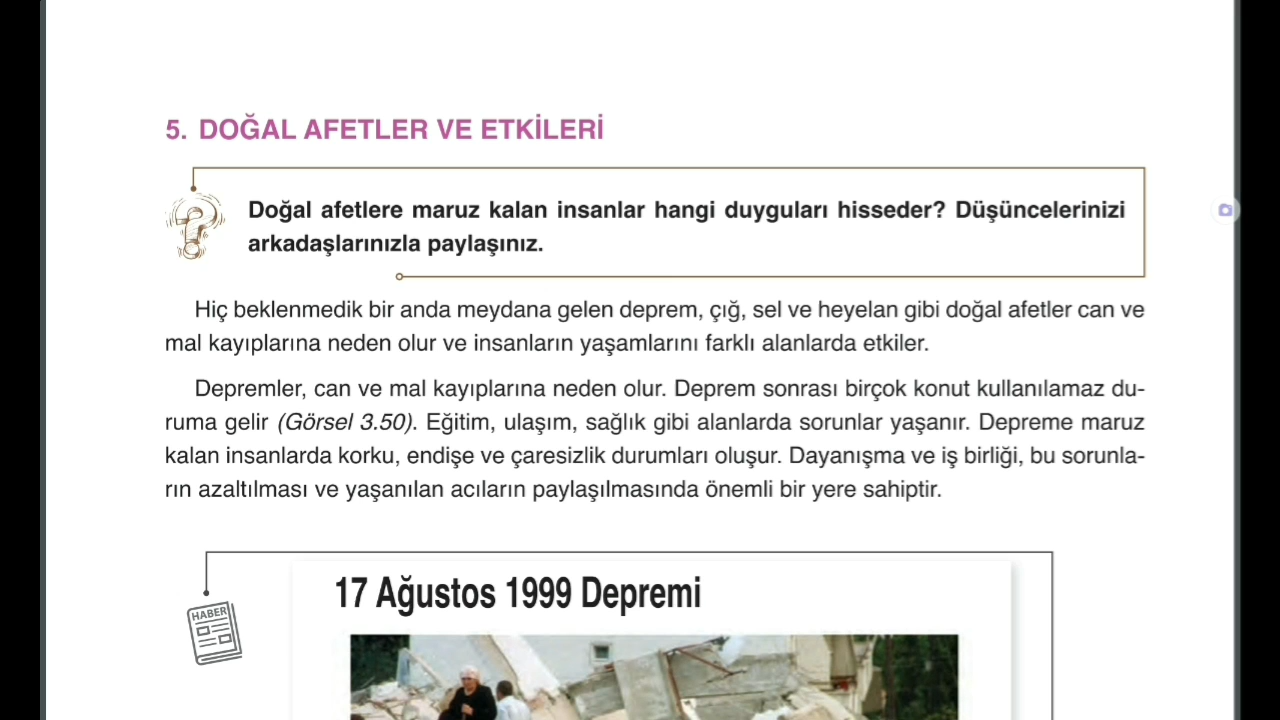 5. DOĞAL AFETLER VE ETKİLERİ
Doğal afetlere maruz kalan insanlar hangi duyguları hisseder? Düşüncelerinizi
arkadaşlarınızla paylaşınız.
Hiç beklenmedik bir anda meydana gelen deprem, çığ, sel ve heyelan gibi doğal afetler can ve
mal kayıplarına neden olur ve insanların yaşamlarını farklı alanlarda etkiler.
Depremler, can ve mal kayıplarına neden olur. Deprem sonrası birçok konut kullanılamaz du-
ruma gelir (Görsel 3.50). Eğitim, ulaşım, sağlık gibi alanlarda sorunlar yaşanır. Depreme maruz
kalan insanlarda korku, endişe ve çaresizlik durumları oluşur. Dayanışma ve iş birliği, bu sorunla-
rın azaltılması ve yaşanılan acıların paylaşılmasında önemli bir yere sahiptir.
17 Ağustos 1999 Depremi
HABER